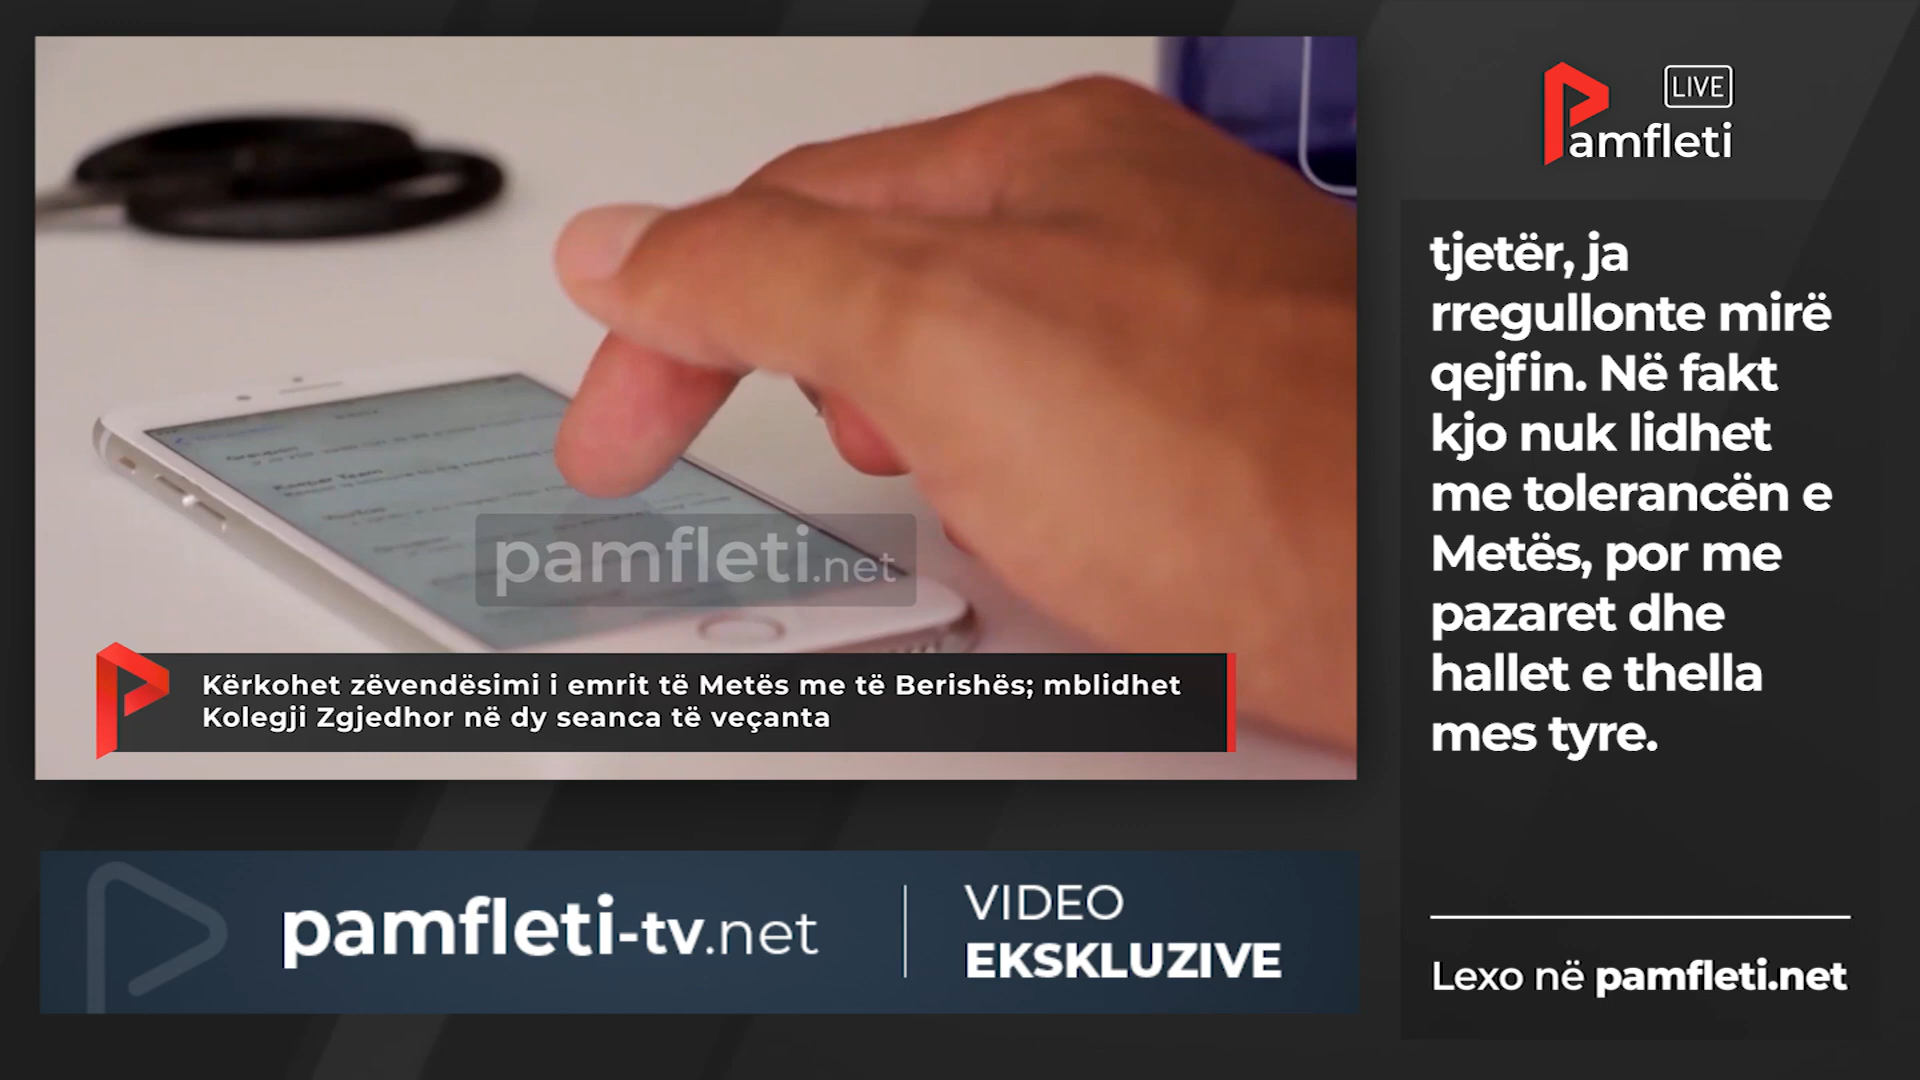 LIVE
Pamfleti
tjetër, ja
rregullonte mirë
qejfin. Në fakt
kjo nuk lidhet
me tolerancën e
Metës, por me
pazaret dhe
hallet e thella
mes tyre.
Lexo në pamfleti.net
pamfleti.net
Kërkohet zëvendësimi i emrit të Metës me të Berishës; mblidhet
Kolegji Zgjedhor në dy seanca të veçanta
pamfleti-tv.net
VIDEO
EKSKLUZIVE